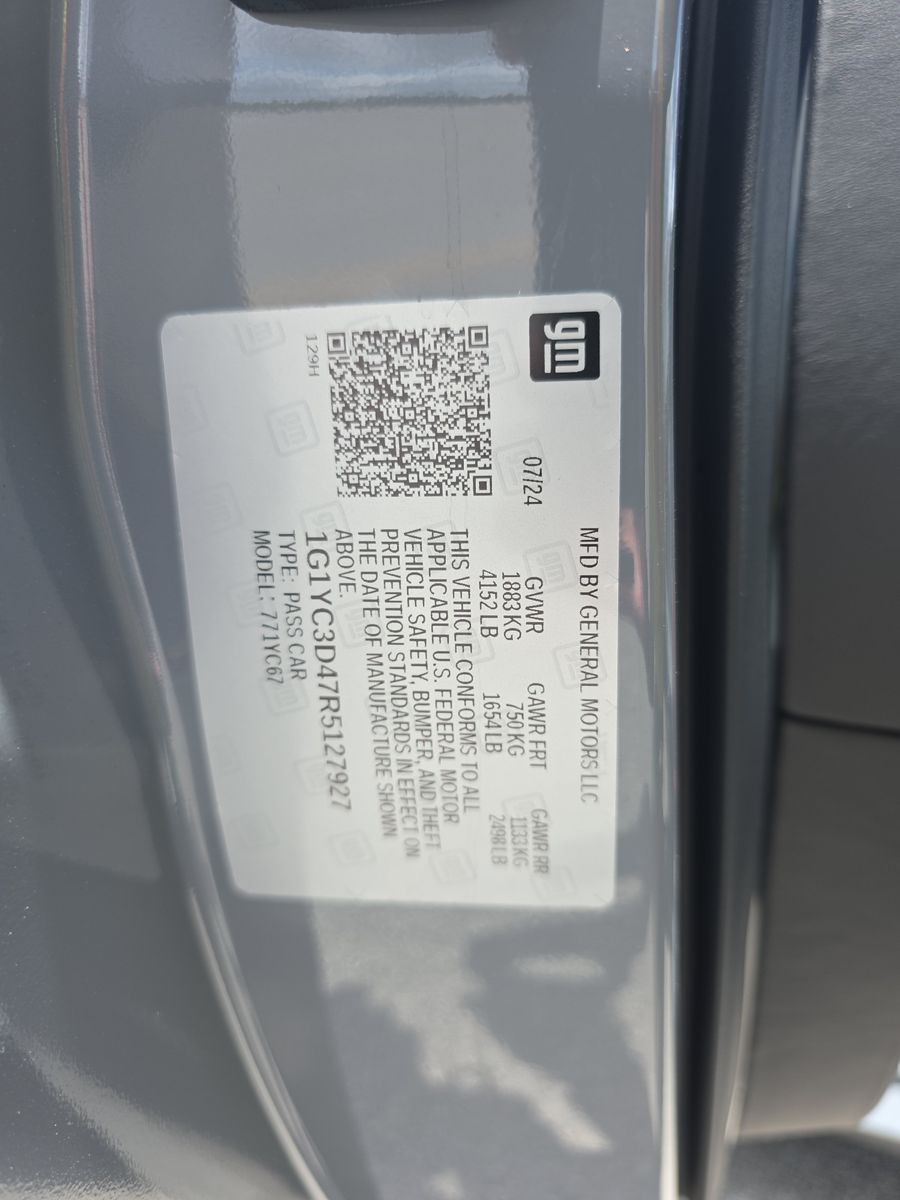 gm
MFD BY GENERAL MOTORS LLC
07/24 GVWR GAWR FRT GAWR RR
1883 KG 750 KG 1133 KG
4152 LB 1654 LB 2498 LB
THIS VEHICLE CONFORMS TO ALL
APPLICABLE U.S. FEDERAL MOTOR
VEHICLE SAFETY, BUMPER, AND THEFT
PREVENTION STANDARDS IN EFFECT ON
THE DATE OF MANUFACTURE SHOWN
ABOVE.
1G1YC3D47R5127927
TYPE: PASS CAR
MODEL: 771YC67
129H